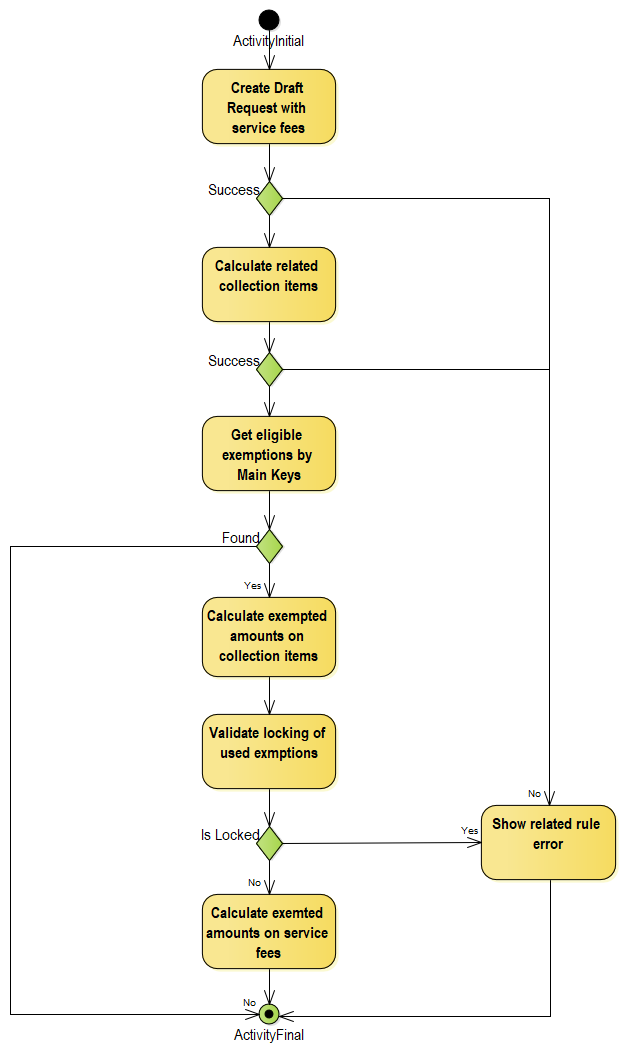 ActivityInitial
Create Draft
Request with
service fees
Success
Calculate related
collection items
Success
Get eligible
exemptions by
Main Keys
Found
Yes
Calculate exempted
amounts on
collection items
Validate locking of
used exmptions
No
Show related rule
error
Is Locked
Yes
No
Calculate exemted
amounts on service
fees
No
ActivityFinal